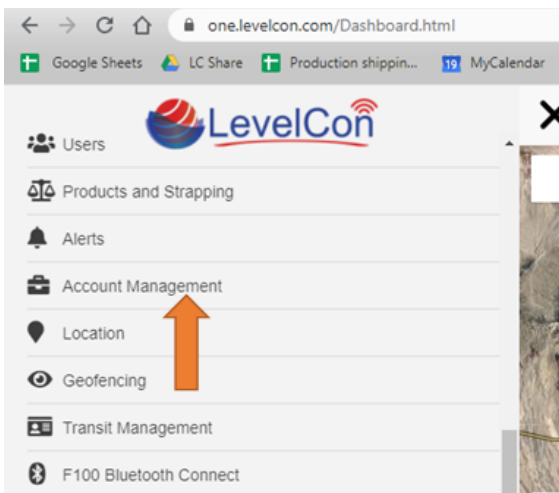 one.levelcon.com/Dashboard.html
Google Sheets LC Share Production shippin... 19 MyCalendar
LevelCon
Users
Products and Strapping
Alerts
Account Management
Location
Geofencing
Transit Management
F100 Bluetooth Connect